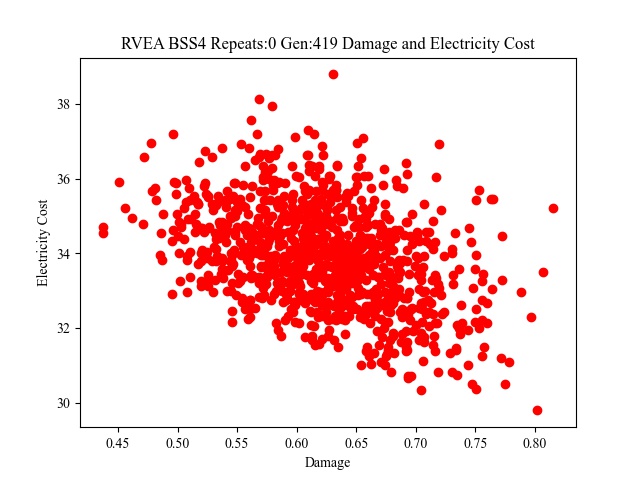 RVEA BSS4 Repeats:0 Gen:419 Damage and Electricity Cost
Electricity Cost
38
36
34
32
30
0.45 0.50 0.55 0.60 0.65 0.70 0.75 0.80
Damage